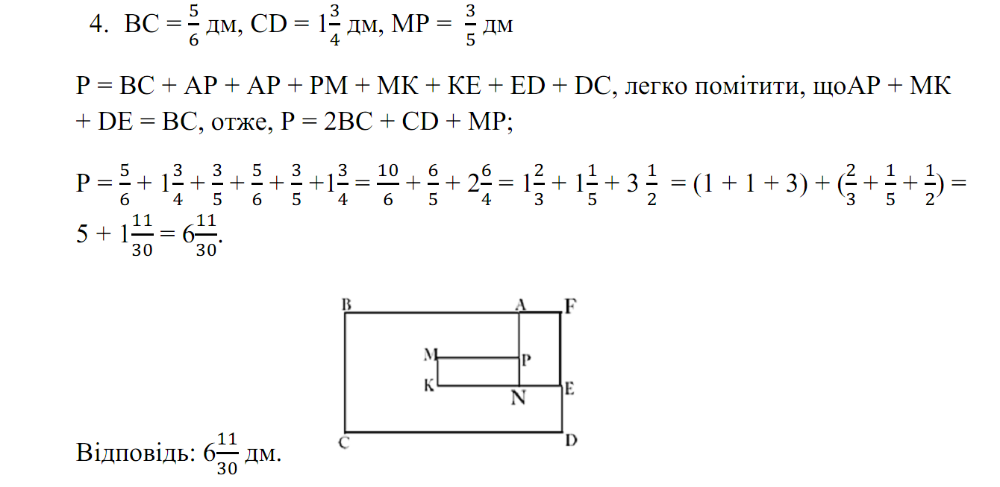 4. BC = 5/6 дм, CD = 1 3/4 дм, MP = 3/5 дм
P = BC + AP + AP + PM + MK + KE + ED + DC, легко помітити, щоAP + MK
+ DE = BC, отже, P = 2BC + CD + MP;
P = 5/6 + 1 3/4 + 3/5 + 5/6 + 3/5 +1 3/4 = 10/6 + 6/5 + 2 6/4 = 1 2/3 + 1 1/5 + 3 1/2 = (1 + 1 + 3) + (2/3 + 1/5 + 1/2) =
5 + 1 11/30 = 6 11/30.
B A F
M P
K N E
C D
Відповідь: 6 11/30 дм.